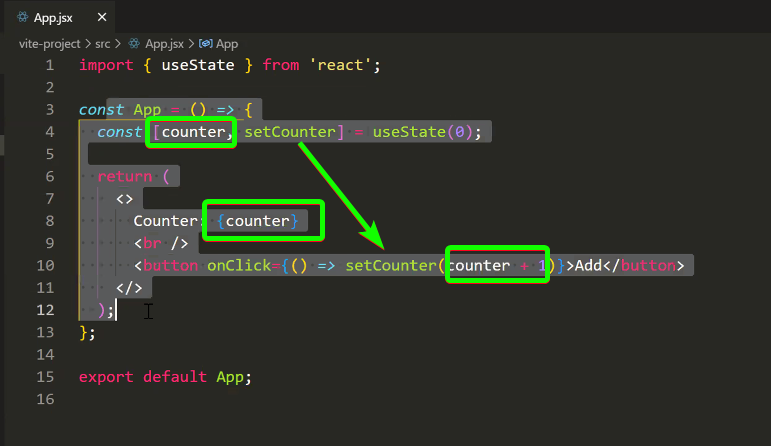 App.jsx ×
vite-project > src > App.jsx > App
1 import { useState } from 'react';
2
3 const App = () => {
4 const [counter, setCounter] = useState(0);
5
6 return (
7 <>
8 Counter: {counter}
9 <br />
10 <button onClick={() => setCounter(counter + 1)}>Add</button>
11 </>
12 );
13 };
14
15 export default App;
16